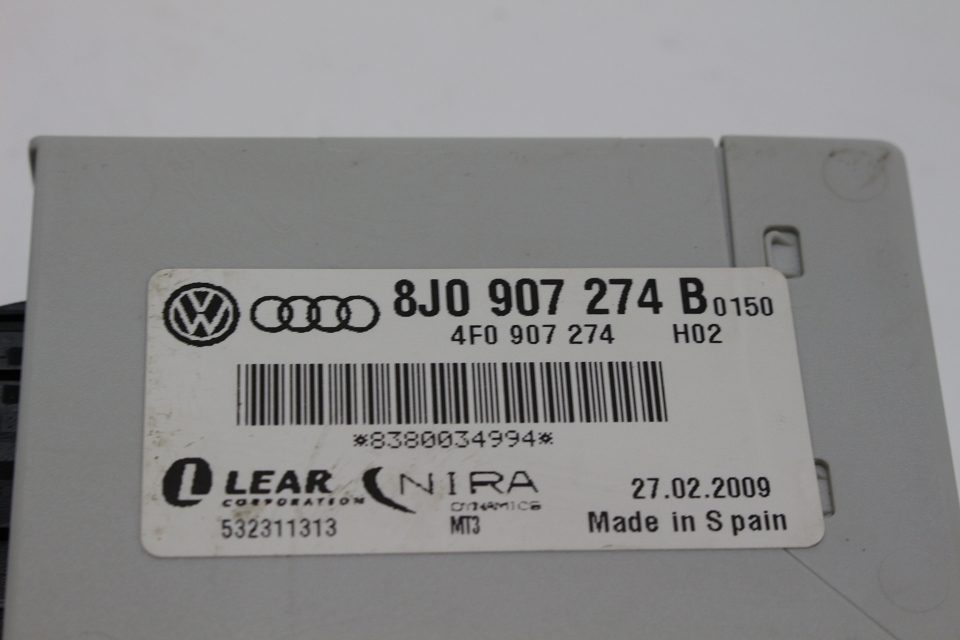 8J0 907 274 B 0150
4F0 907 274 H02
*8380034994*
LEAR
CORPORATION
NIRA
DYNAMICS
27.02.2009
532311313
MT3
Made in Spain